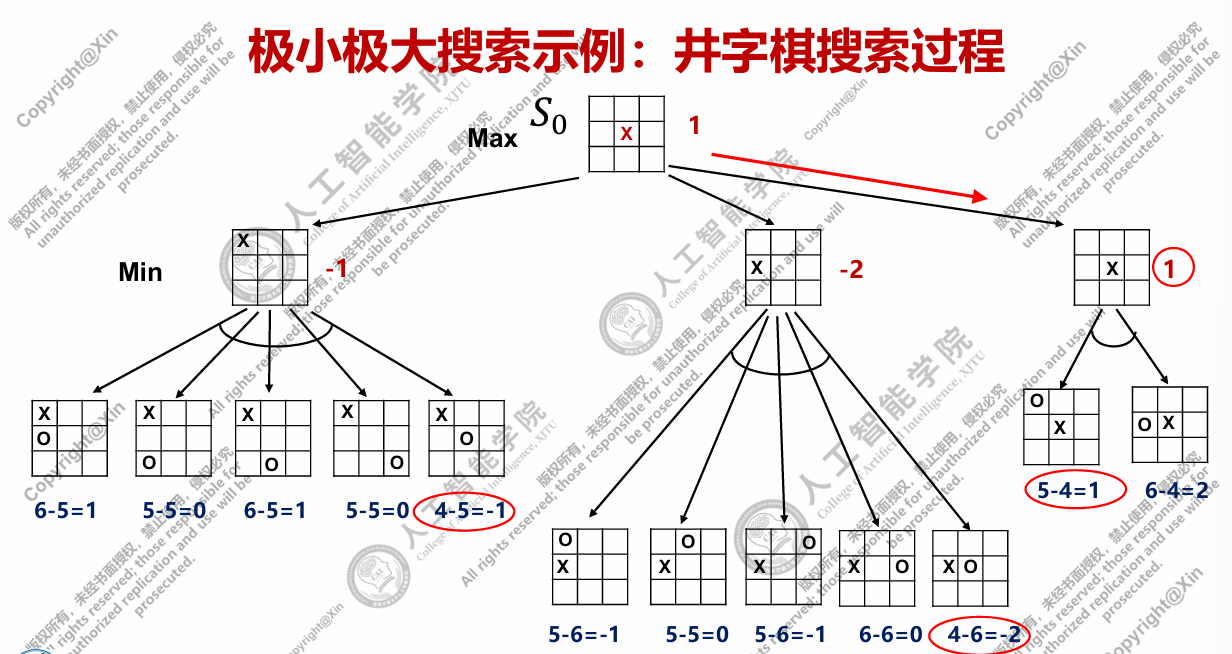 极小极大搜索示例：井字棋搜索过程
Max
S0
X
1
Min
X
-1
X
-2
X
1
X
O
X
O
X
O
X
O
X
O
O
X
O
X
6-5=1
5-5=0
6-5=1
5-5=0
4-5=-1
5-4=1
6-4=2
O
X
O
X
O
X
X
O
X
O
5-6=-1
5-5=0
5-6=-1
6-6=0
4-6=-2
Copyright@Xin
版权所有，未经书面授权，禁止使用，侵权必究
All rights reserved; those responsible for
unauthorized replication and use will be
prosecuted.
人工智能学院
College of Artificial Intelligence, XJTU